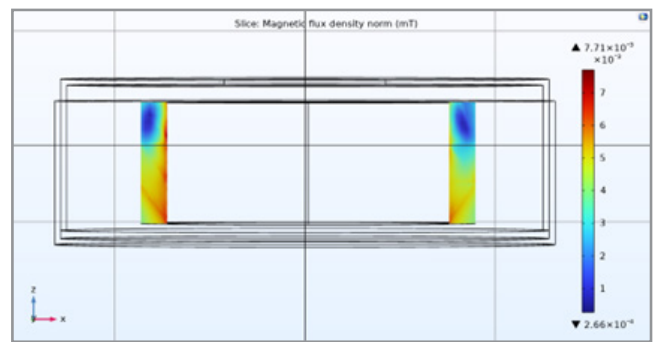 Slice: Magnetic flux density norm (mT)
▲ 7.71×10⁻³
×10⁻³
7
6
5
4
3
2
1
▼ 2.66×10⁻⁴
z
y
x